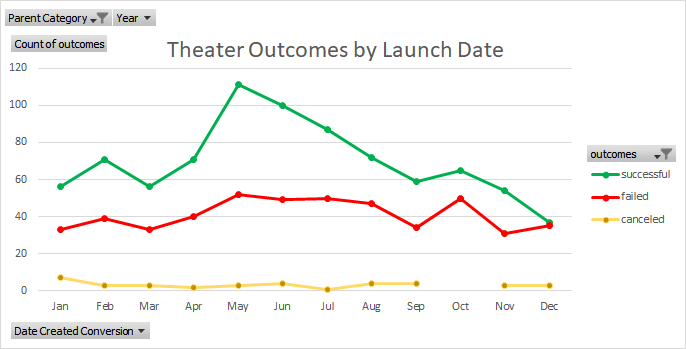 Parent Category Year
Count of outcomes
Theater Outcomes by Launch Date
120
100
80
60
40
20
0
Jan Feb Mar Apr May Jun Jul Aug Sep Oct Nov Dec
outcomes
successful
failed
canceled
Date Created Conversion